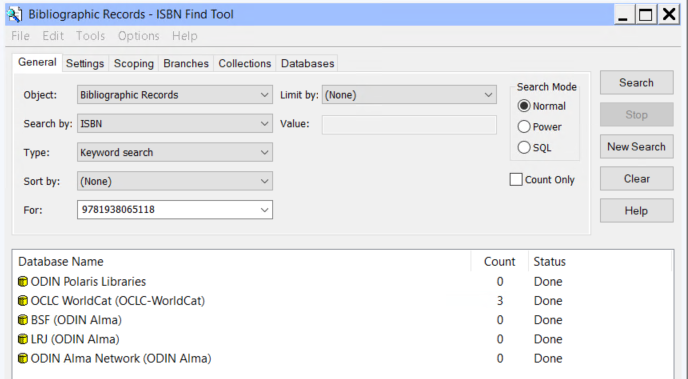 Bibliographic Records - ISBN Find Tool
File Edit Tools Options Help
General Settings Scoping Branches Collections Databases
Object: Bibliographic Records Limit by: (None) Search Mode Search
Normal
Search by: ISBN Value: Power Stop
SQL
Type: Keyword search New Search
Sort by: (None) Count Only Clear
For: 9781938065118 Help
Database Name Count Status
ODIN Polaris Libraries 0 Done
OCLC WorldCat (OCLC-WorldCat) 3 Done
BSF (ODIN Alma) 0 Done
LRJ (ODIN Alma) 0 Done
ODIN Alma Network (ODIN Alma) 0 Done